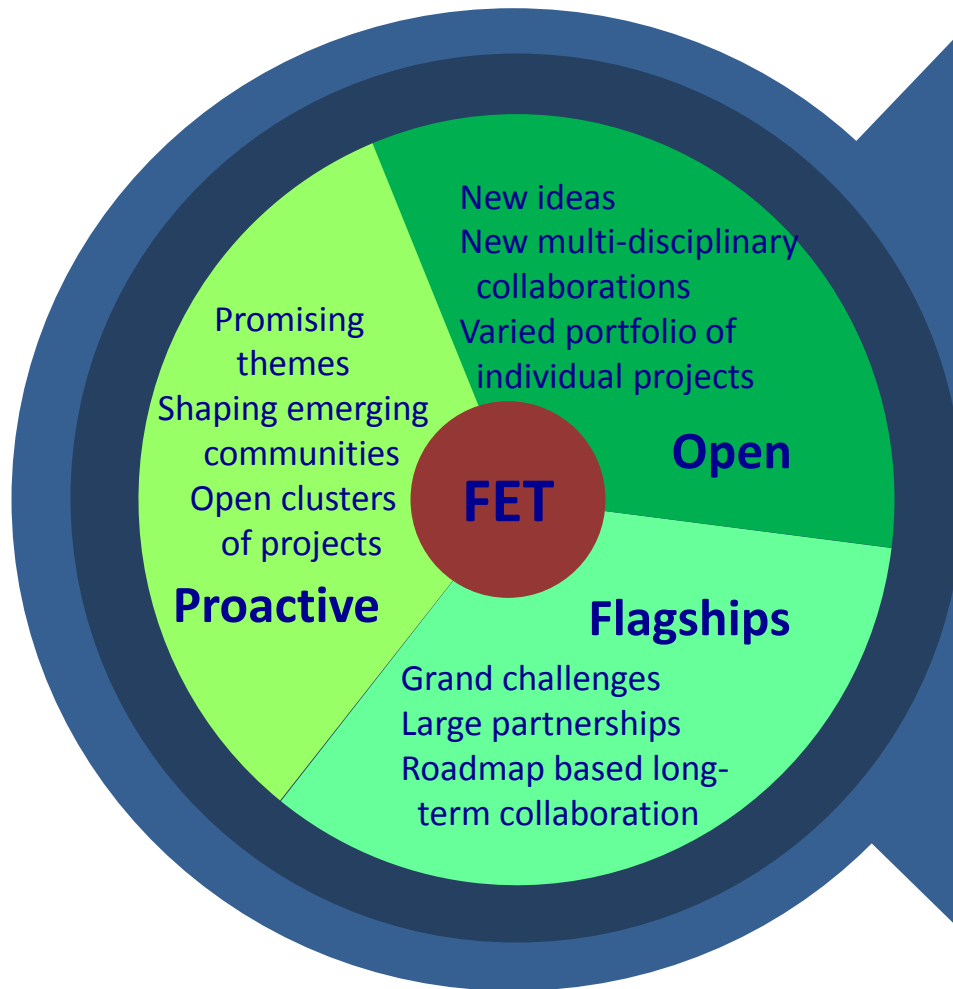 New ideas
New multi-disciplinary
collaborations
Varied portfolio of
individual projects
Open
Promising
themes
Shaping emerging
communities
Open clusters
of projects
Proactive
FET
Flagships
Grand challenges
Large partnerships
Roadmap based long-
term collaboration